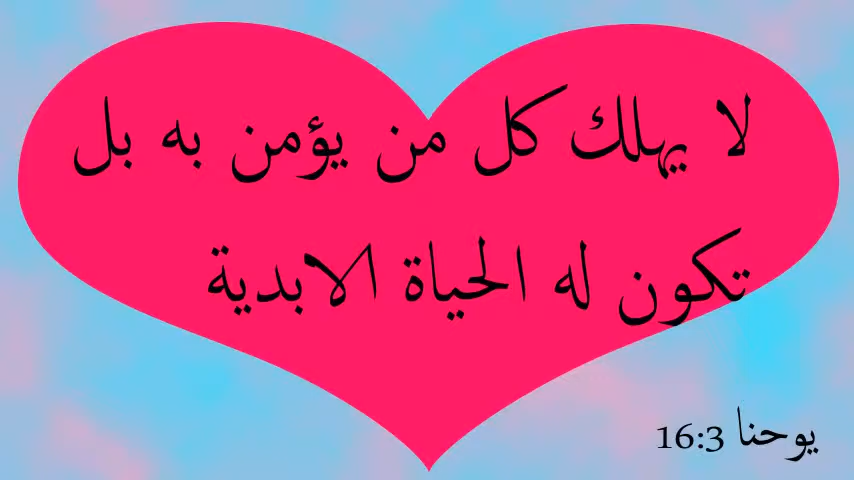 لا يهلك كل من يؤمن به بل
تكون له الحياة الابدية
يوحنا 16:3